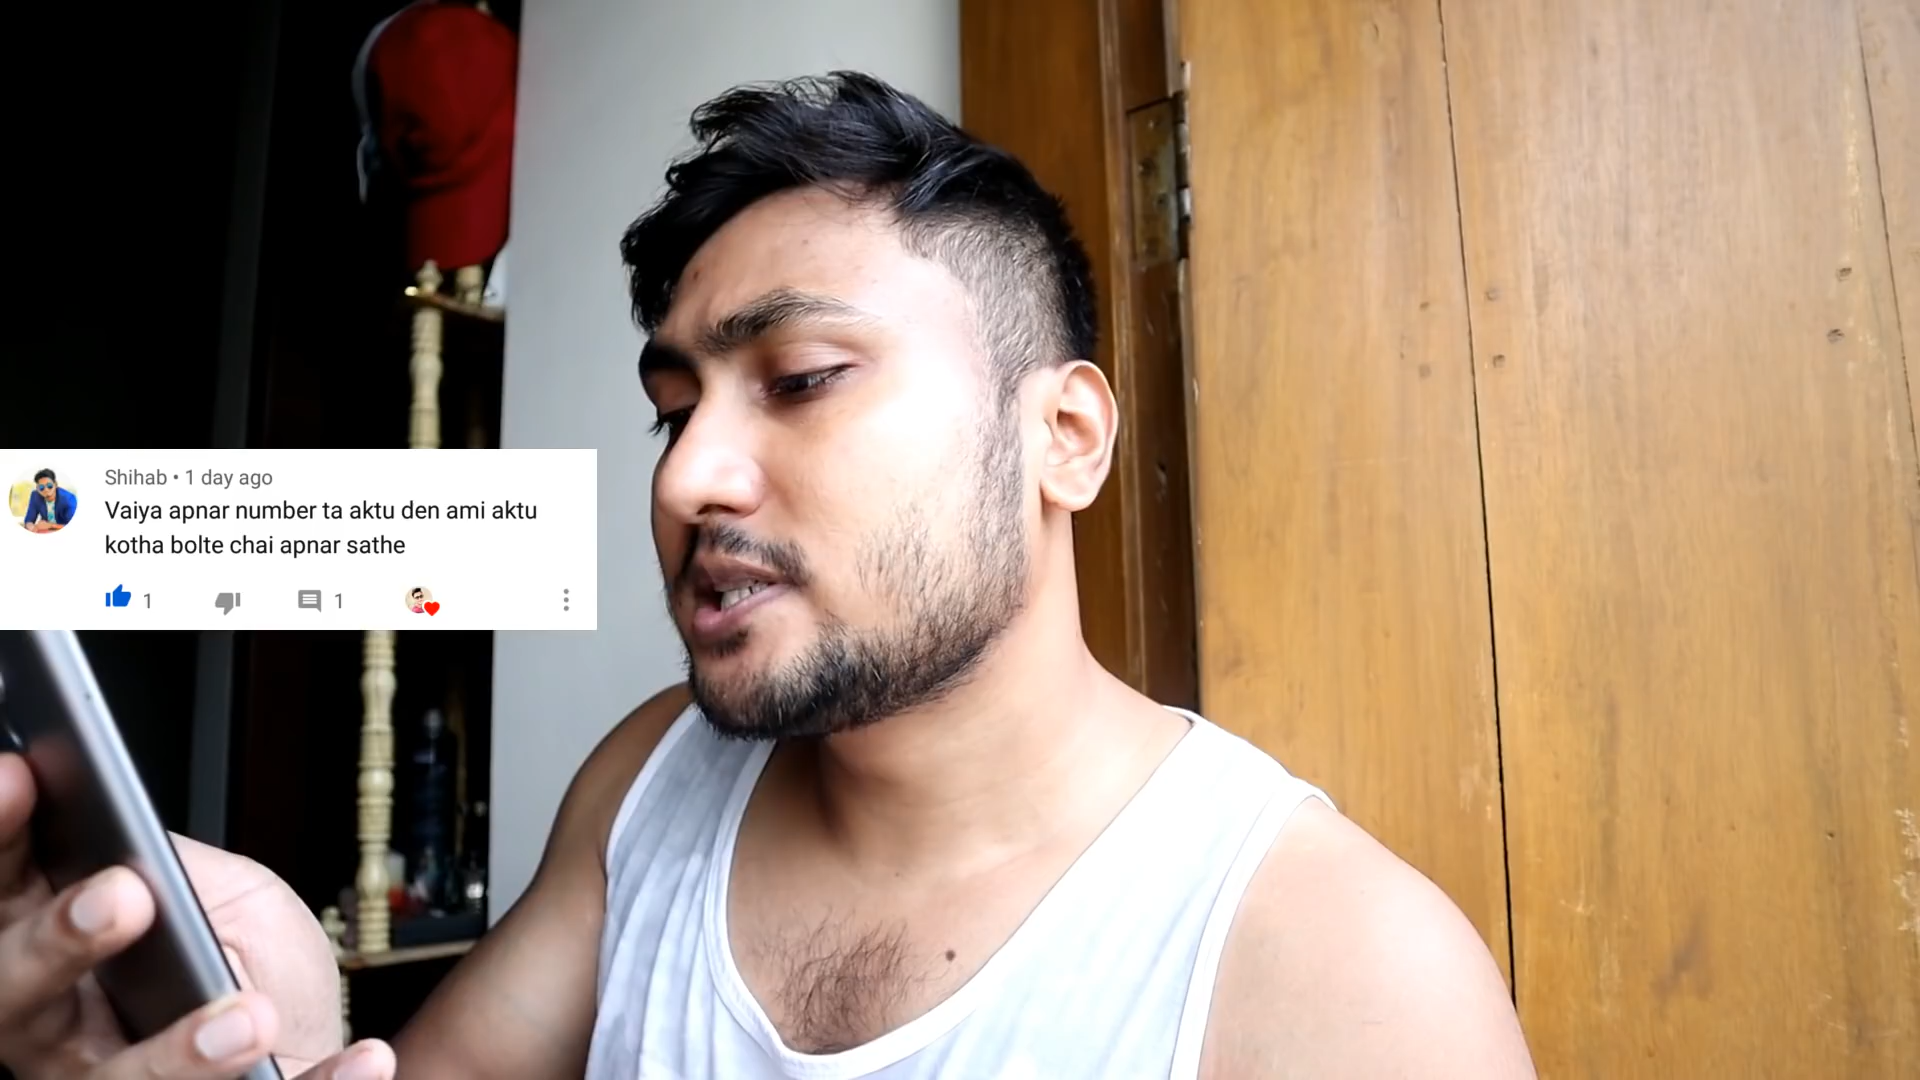 Shihab • 1 day ago
Vaiya apnar number ta aktu den ami aktu
kotha bolte chai apnar sathe
1
1